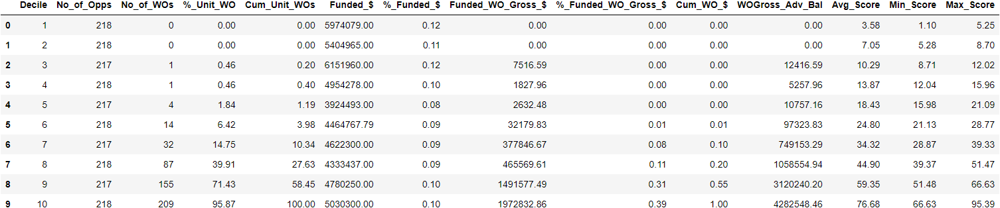 Decile No_of_Opps No_of_WOs %_Unit_WO Cum_Unit_WOs Funded_$ %_Funded_$ Funded_WO_Gross_$ %_Funded_WO_Gross_$ Cum_WO_$ WOGross_Adv_Bal Avg_Score Min_Score Max_Score
0 1 218 0 0.00 0.00 5974079.00 0.12 0.00 0.00 0.00 0.00 3.58 1.10 5.25
1 2 218 0 0.00 0.00 5404965.00 0.11 0.00 0.00 0.00 0.00 7.05 5.28 8.70
2 3 217 1 0.46 0.20 6151960.00 0.12 7516.59 0.00 0.00 12416.59 10.29 8.71 12.02
3 4 218 1 0.46 0.40 4954278.00 0.10 1827.96 0.00 0.00 5257.96 13.87 12.04 15.96
4 5 217 4 1.84 1.19 3924493.00 0.08 2632.48 0.00 0.00 10757.16 18.43 15.98 21.09
5 6 218 14 6.42 3.98 4464767.79 0.09 32179.83 0.01 0.01 97323.83 24.80 21.13 28.77
6 7 217 32 14.75 10.34 4622300.00 0.09 377846.67 0.08 0.10 749153.29 34.32 28.87 39.33
7 8 218 87 39.91 27.63 4333437.00 0.09 465569.61 0.11 0.20 1058554.94 44.90 39.37 51.47
8 9 217 155 71.43 58.45 4780250.00 0.10 1491577.49 0.31 0.55 3120240.20 59.35 51.48 66.63
9 10 218 209 95.87 100.00 5030300.00 0.10 1972832.86 0.39 1.00 4282548.46 76.68 66.63 95.39